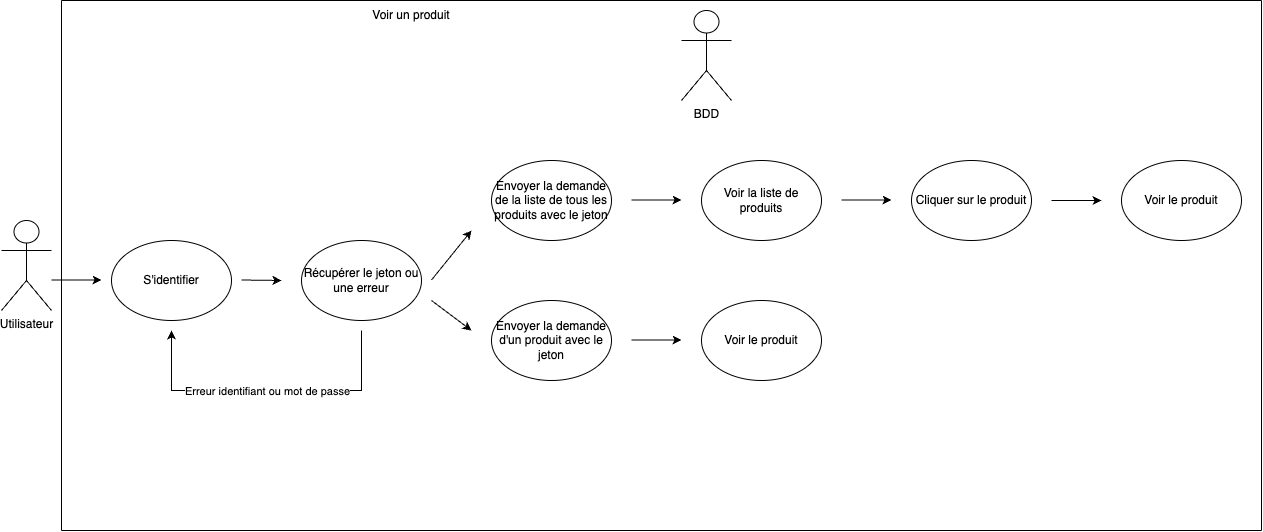 Voir un produit
BDD
Envoyer la demande
de la liste de tous les
produits avec le jeton
Voir la liste de
produits
Cliquer sur le produit
Voir le produit
Utilisateur
S'identifier
Récupérer le jeton ou
une erreur
Envoyer la demande
d'un produit avec le
jeton
Voir le produit
Erreur identifiant ou mot de passe